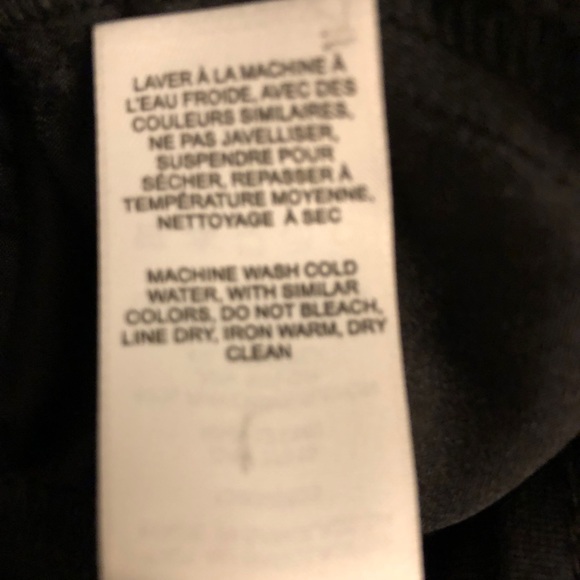 LAVER À LA MACHINE À
L'EAU FROIDE, AVEC DES
COULEURS SIMILAIRES,
NE PAS JAVELLISER,
SUSPENDRE POUR
SÉCHER, REPASSER À
TEMPÉRATURE MOYENNE,
NETTOYAGE À SEC
MACHINE WASH COLD
WATER, WITH SIMILAR
COLORS, DO NOT BLEACH,
LINE DRY, IRON WARM, DRY
CLEAN